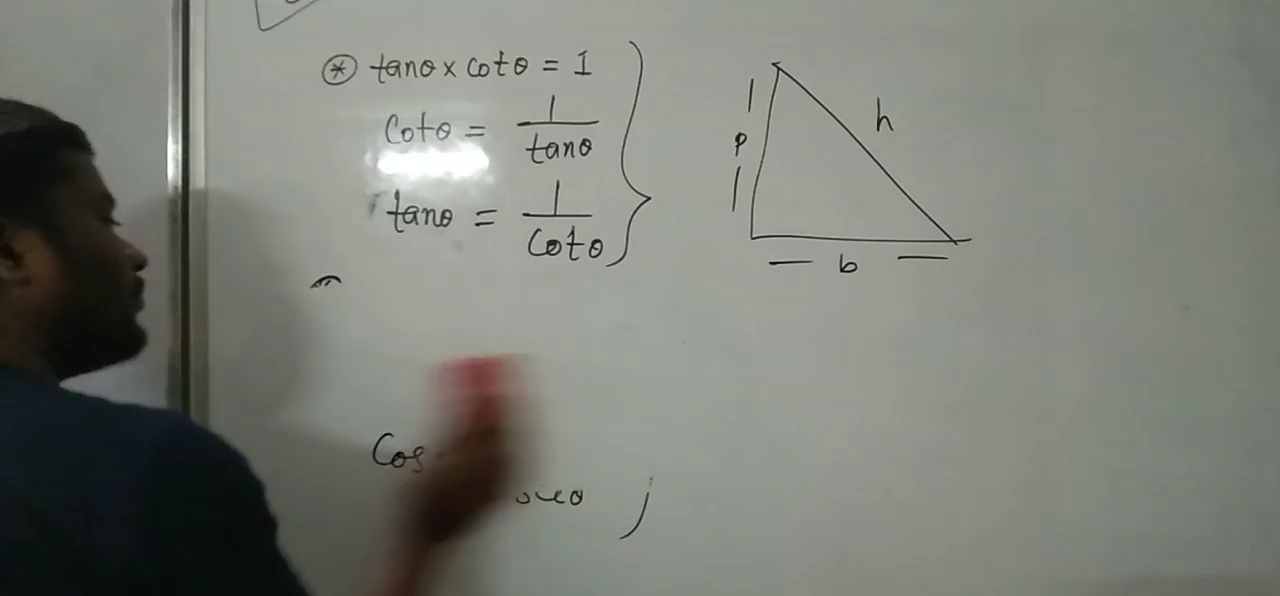 ⊛ tanθ × cotθ = 1
Cotθ = 1/tanθ
tanθ = 1/Cotθ
h
p
b
Cos